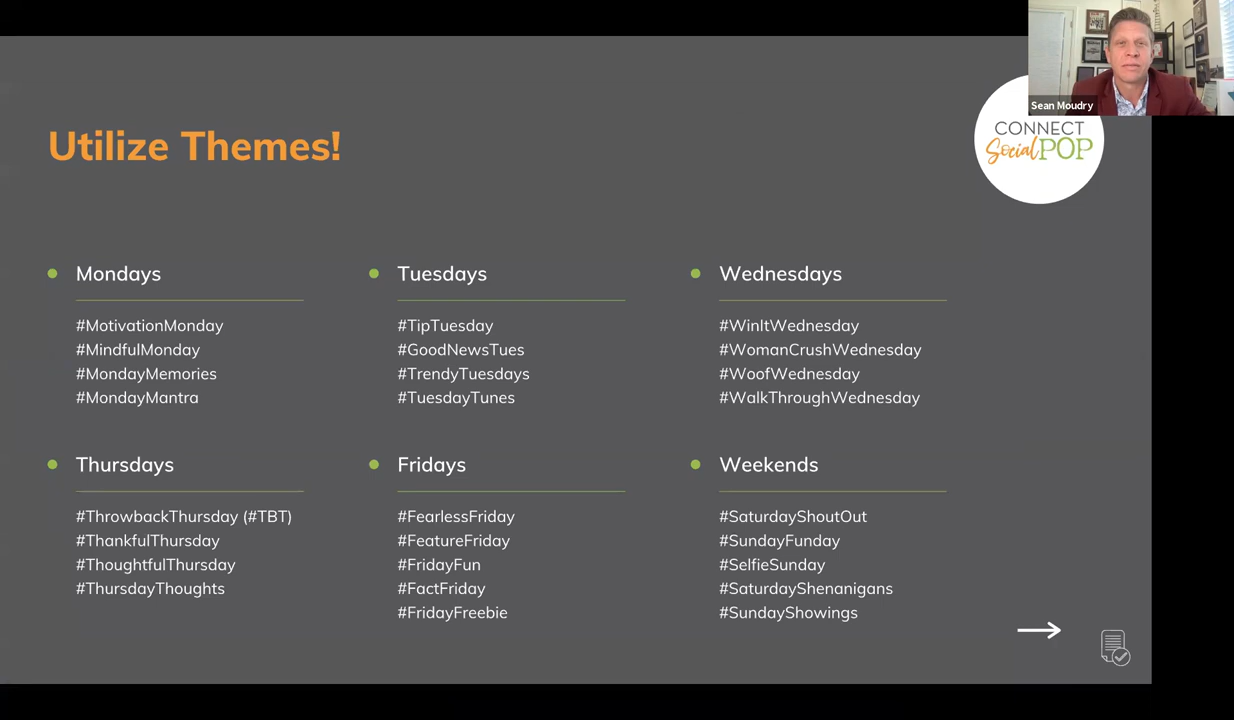 Sean Moudry
CONNECT
Social POP
Utilize Themes!
Mondays
#MotivationMonday
#MindfulMonday
#MondayMemories
#MondayMantra
Tuesdays
#TipTuesday
#GoodNewsTues
#TrendyTuesdays
#TuesdayTunes
Wednesdays
#WinItWednesday
#WomanCrushWednesday
#WoofWednesday
#WalkThroughWednesday
Thursdays
#ThrowbackThursday (#TBT)
#ThankfulThursday
#ThoughtfulThursday
#ThursdayThoughts
Fridays
#FearlessFriday
#FeatureFriday
#FridayFun
#FactFriday
#FridayFreebie
Weekends
#SaturdayShoutOut
#SundayFunday
#SelfieSunday
#SaturdayShenanigans
#SundayShowings